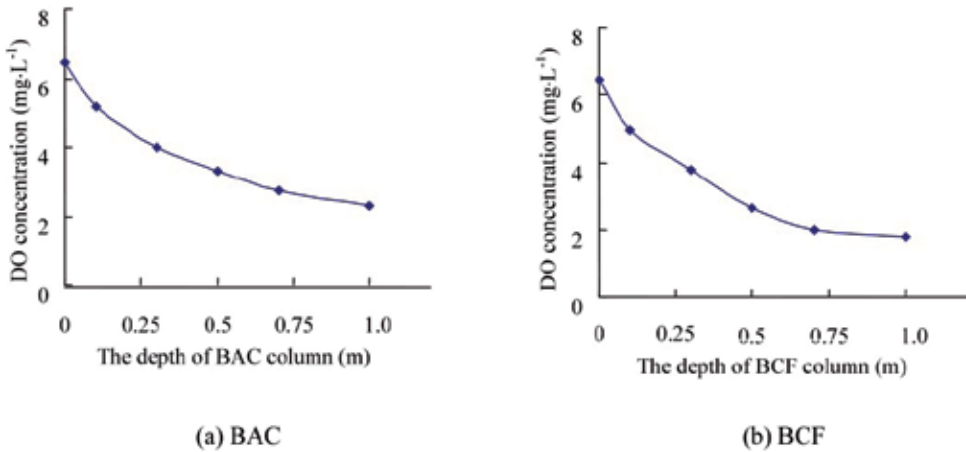 DO concentration (mg·L⁻¹)
8
6
4
2
0
0 0.25 0.5 0.75 1.0
The depth of BAC column (m)
(a) BAC
DO concentration (mg·L⁻¹)
8
6
4
2
0
0 0.25 0.5 0.75 1.0
The depth of BCF column (m)
(b) BCF